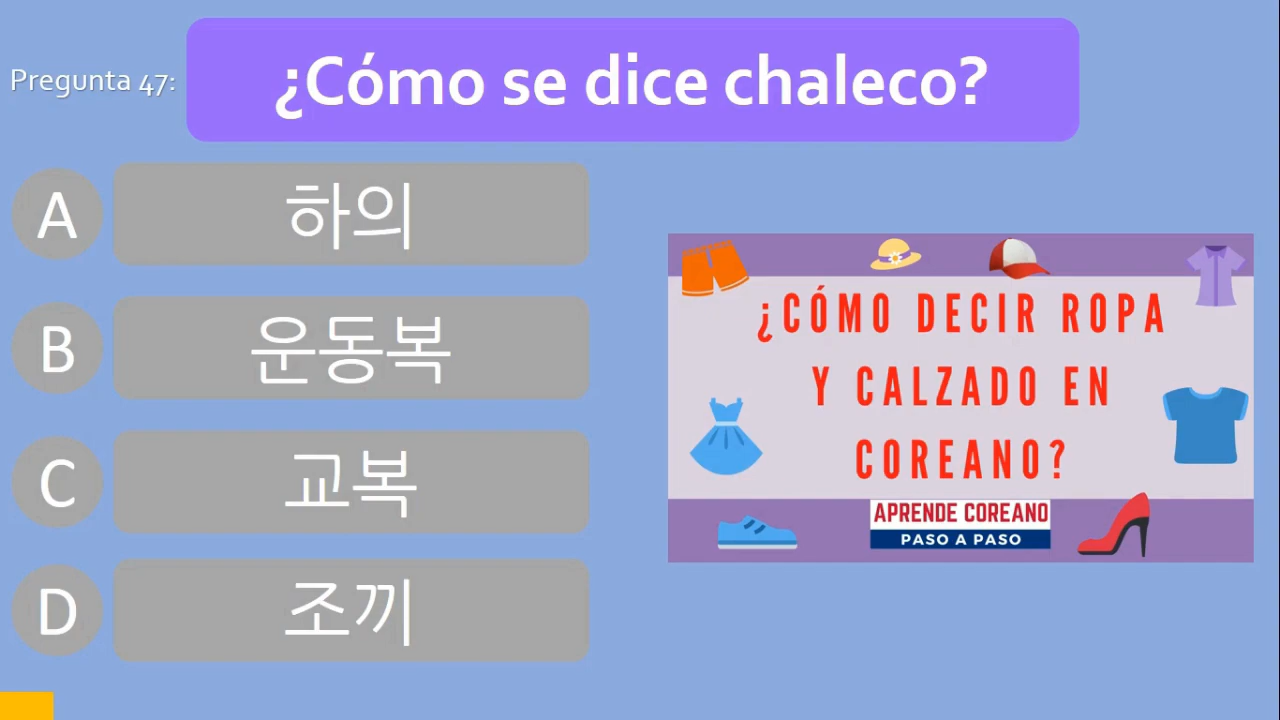 Pregunta 47:
¿Cómo se dice chaleco?
A
하의
B
운동복
C
교복
D
조끼
¿CÓMO DECIR ROPA
Y CALZADO EN
COREANO?
APRENDE COREANO
PASO A PASO